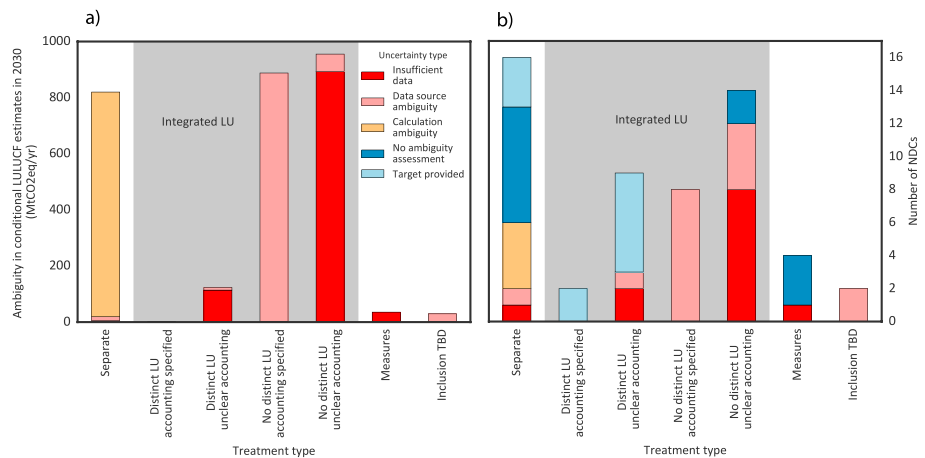 a)
Ambiguity in conditional LULUCF estimates in 2030
(MtCO2eq/yr)
1000
800
600
400
200
0
Integrated LU
Uncertainty type
Insufficient
data
Data source
ambiguity
Calculation
ambiguity
No ambiguity
assessment
Target provided
Separate
Distinct LU
accounting specified
Distinct LU
unclear accounting
No distinct LU
accounting specified
No distinct LU
unclear accounting
Measures
Inclusion TBD
Treatment type
b)
Integrated LU
16
14
12
10
8
6
4
2
0
Number of NDCs
Separate
Distinct LU
accounting specified
Distinct LU
unclear accounting
No distinct LU
accounting specified
No distinct LU
unclear accounting
Measures
Inclusion TBD
Treatment type